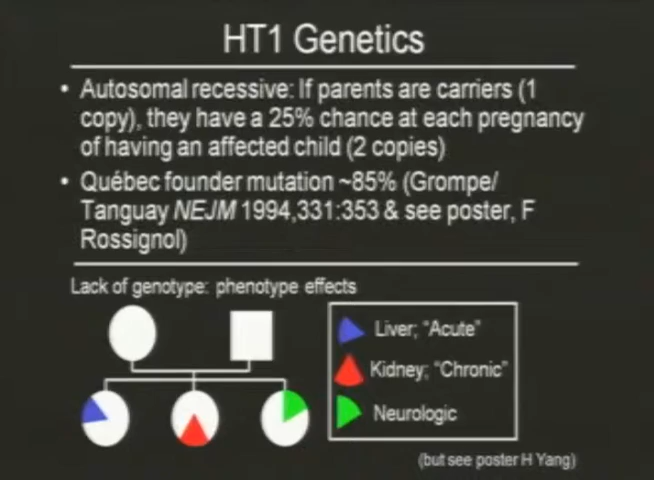 HT1 Genetics
• Autosomal recessive: If parents are carriers (1
copy), they have a 25% chance at each pregnancy
of having an affected child (2 copies)
• Québec founder mutation ~85% (Grompe/
Tanguay NEJM 1994,331:353 & see poster, F
Rossignol)
Lack of genotype: phenotype effects
Liver; “Acute”
Kidney; “Chronic”
Neurologic
(but see poster H Yang)